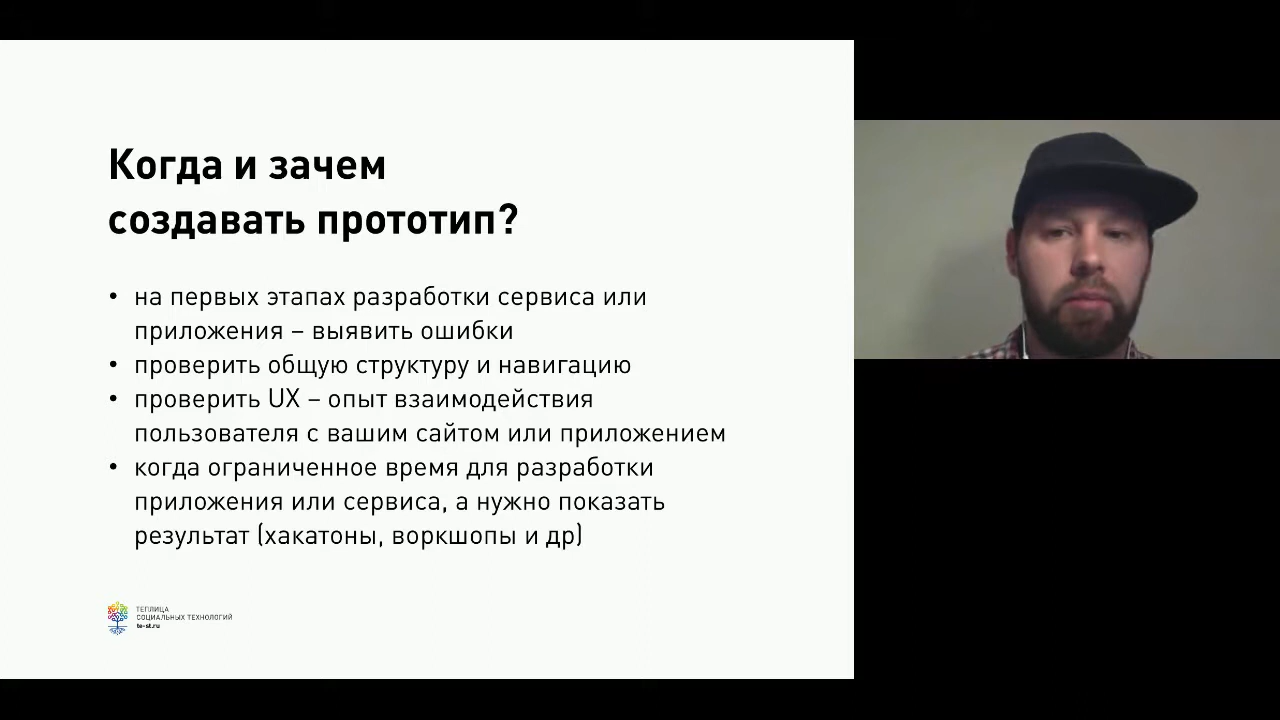 Когда и зачем
создавать прототип?
• на первых этапах разработки сервиса или
приложения – выявить ошибки
• проверить общую структуру и навигацию
• проверить UX – опыт взаимодействия
пользователя с вашим сайтом или приложением
• когда ограниченное время для разработки
приложения или сервиса, а нужно показать
результат (хакатоны, воркшопы и др)
ТЕПЛИЦА
СОЦИАЛЬНЫХ ТЕХНОЛОГИЙ
te-st.ru